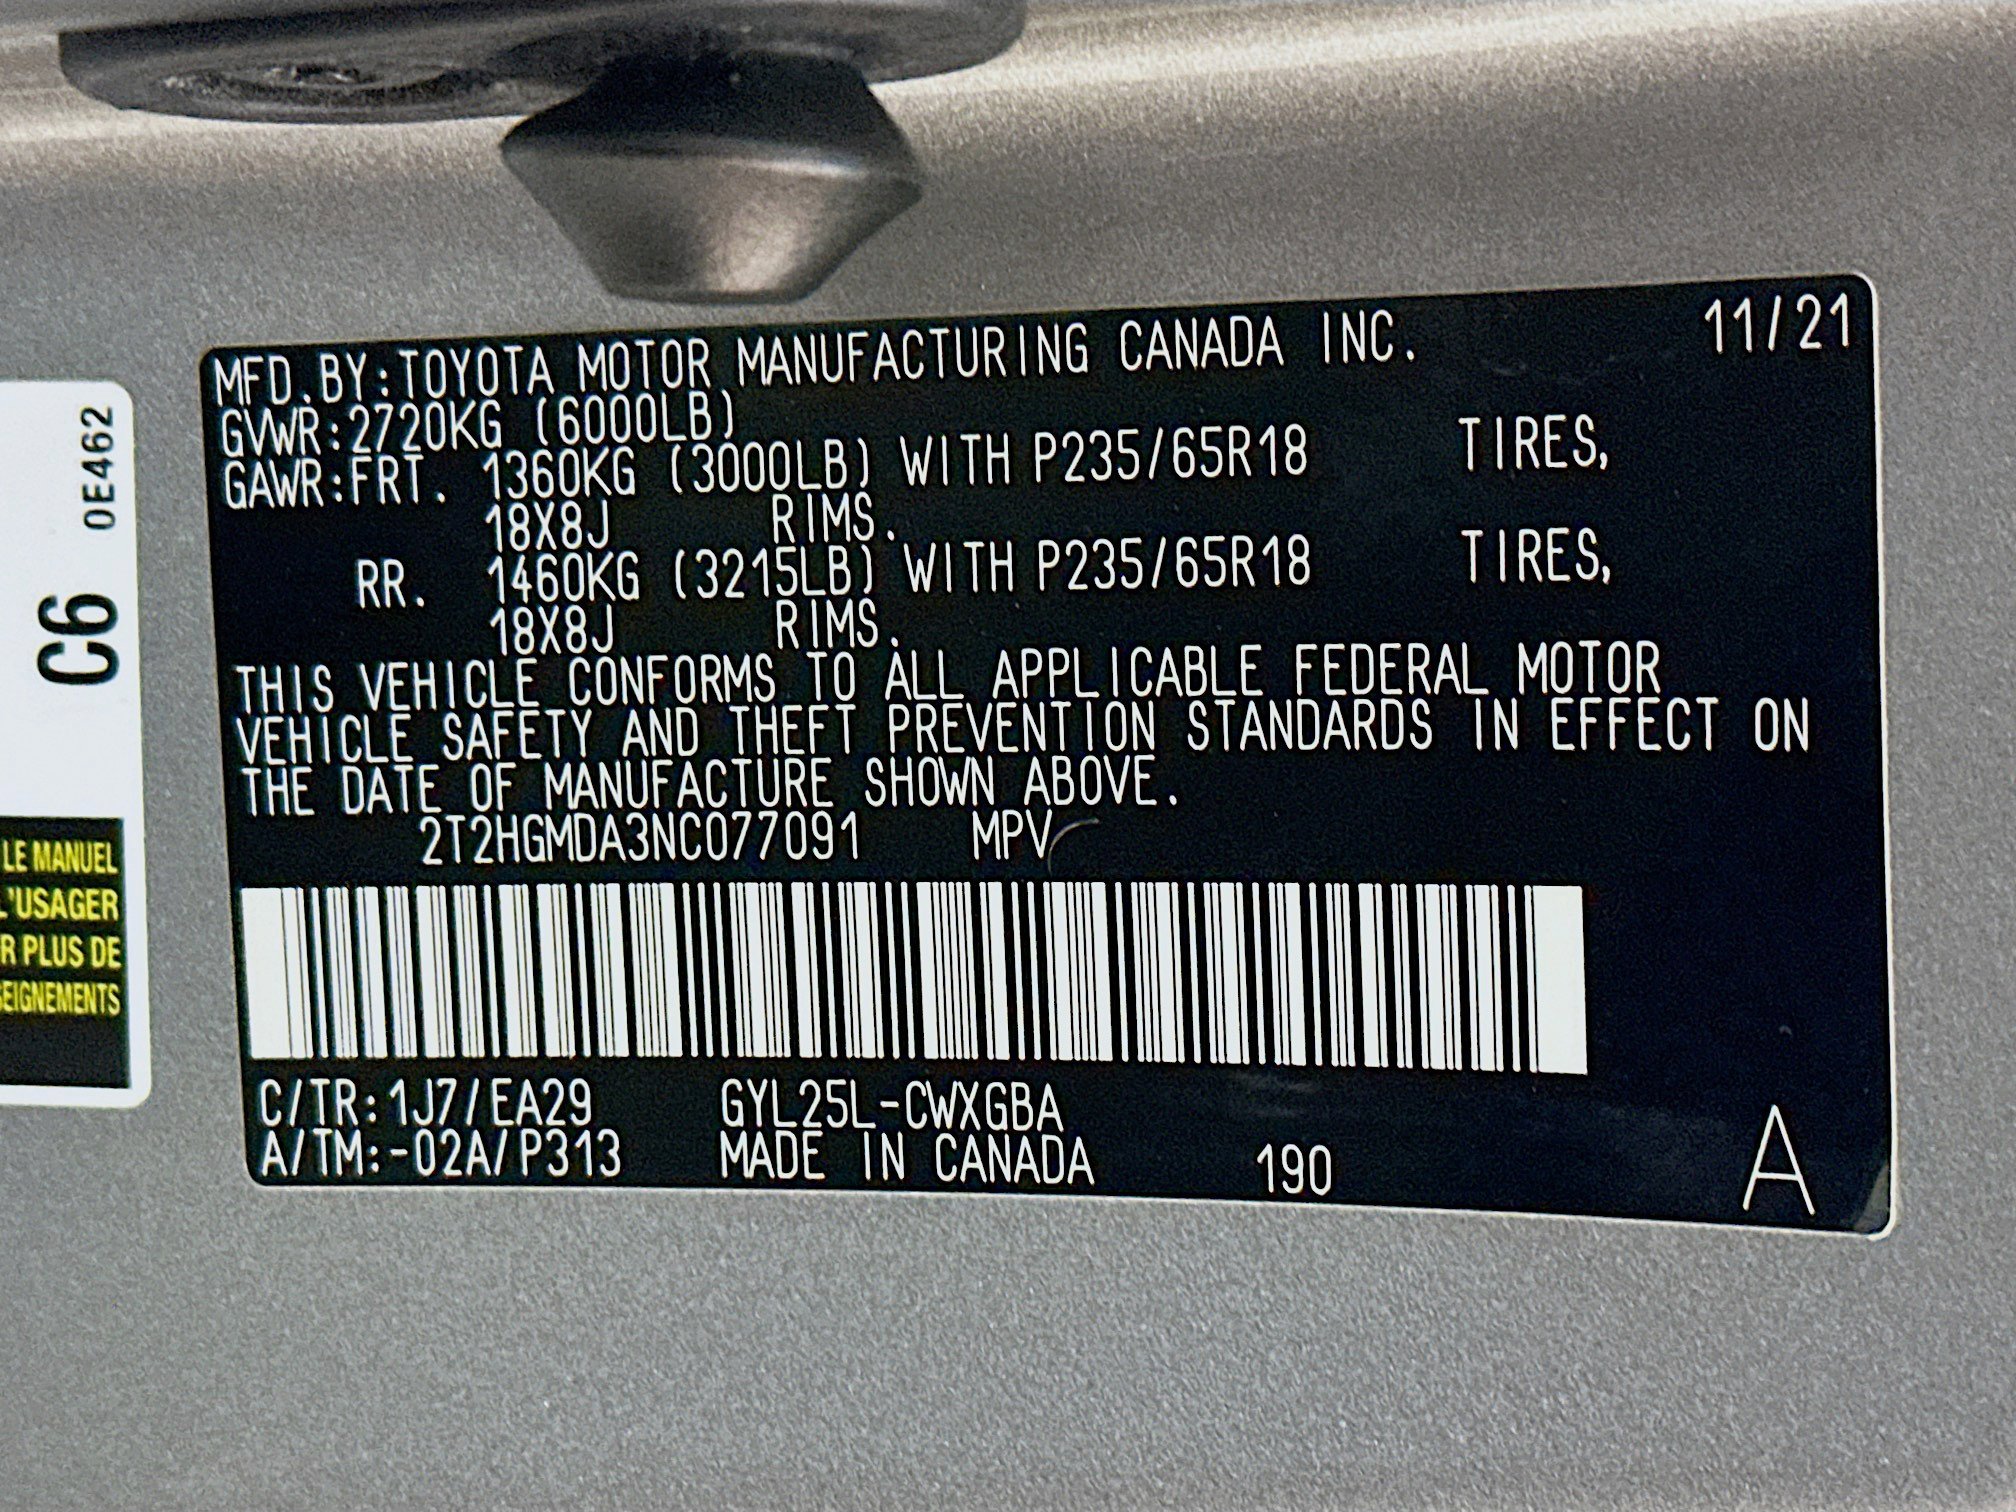 MFD.BY:TOYOTA MOTOR MANUFACTURING CANADA INC. 11/21
GVWR:2720KG (6000LB)
GAWR:FRT. 1360KG (3000LB) WITH P235/65R18 TIRES,
18X8J RIMS.
RR. 1460KG (3215LB) WITH P235/65R18 TIRES,
18X8J RIMS.
THIS VEHICLE CONFORMS TO ALL APPLICABLE FEDERAL MOTOR
VEHICLE SAFETY AND THEFT PREVENTION STANDARDS IN EFFECT ON
THE DATE OF MANUFACTURE SHOWN ABOVE.
2T2HGMDA3NC077091 MPV
C/TR:1J7/EA29 GYL25L-CWXGBA
A/TM:-02A/P313 MADE IN CANADA 190 A
C6 0E462
LE MANUEL
L'USAGER
R PLUS DE
SEIGNEMENTS